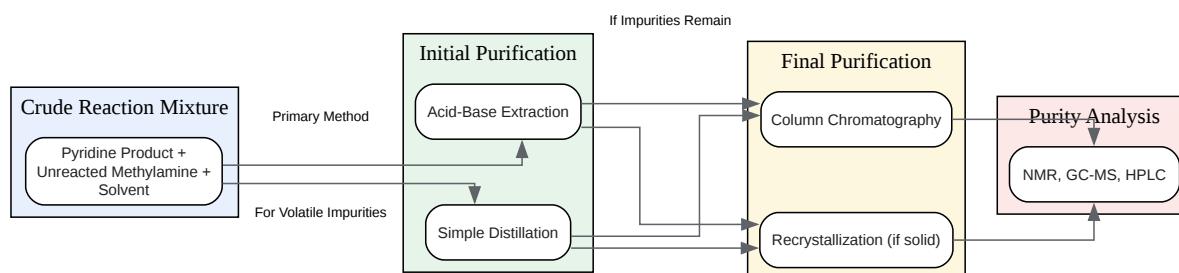 If Impurities Remain
Initial Purification
Final Purification
Crude Reaction Mixture
Primary Method
Acid-Base Extraction
Column Chromatography
Purity Analysis
Pyridine Product +
Unreacted Methylamine +
Solvent
NMR, GC-MS, HPLC
For Volatile Impurities
Simple Distillation
Recrystallization (if solid)